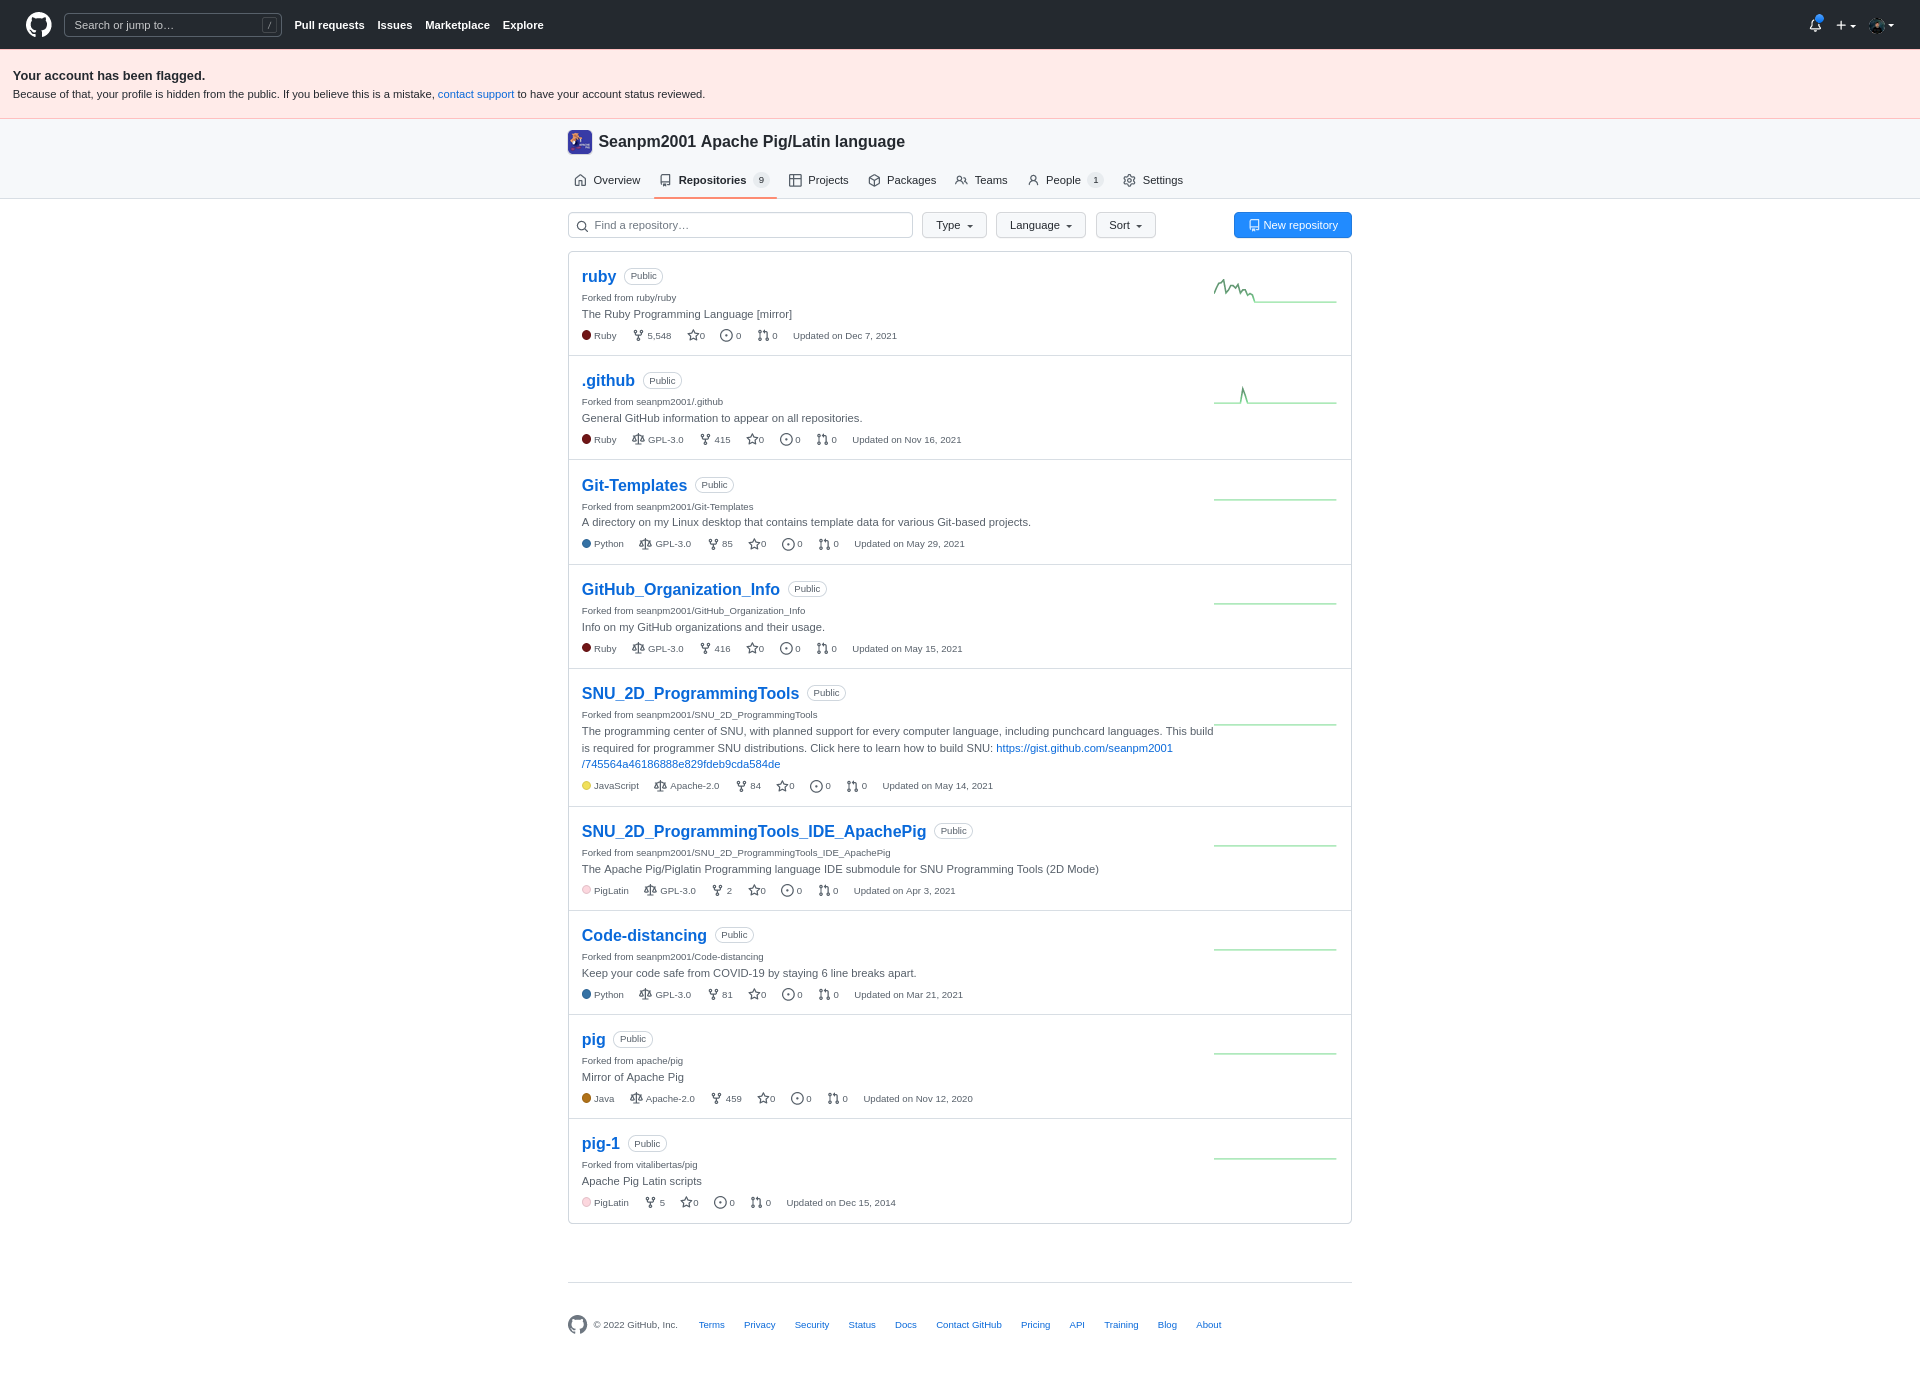 Search or jump to… /
Pull requests Issues Marketplace Explore
Your account has been flagged.
Because of that, your profile is hidden from the public. If you believe this is a mistake, contact support to have your account status reviewed.
Seanpm2001 Apache Pig/Latin language
Overview Repositories 9 Projects Packages Teams People 1 Settings
Find a repository… Type Language Sort New repository
ruby Public
Forked from ruby/ruby
The Ruby Programming Language [mirror]
Ruby 5,548 0 0 0 Updated on Dec 7, 2021
.github Public
Forked from seanpm2001/.github
General GitHub information to appear on all repositories.
Ruby GPL-3.0 415 0 0 0 Updated on Nov 16, 2021
Git-Templates Public
Forked from seanpm2001/Git-Templates
A directory on my Linux desktop that contains template data for various Git-based projects.
Python GPL-3.0 85 0 0 0 Updated on May 29, 2021
GitHub_Organization_Info Public
Forked from seanpm2001/GitHub_Organization_Info
Info on my GitHub organizations and their usage.
Ruby GPL-3.0 416 0 0 0 Updated on May 15, 2021
SNU_2D_ProgrammingTools Public
Forked from seanpm2001/SNU_2D_ProgrammingTools
The programming center of SNU, with planned support for every computer language, including punchcard languages. This build
is required for programmer SNU distributions. Click here to learn how to build SNU: https://gist.github.com/seanpm2001
/745564a46186888e829fdeb9cda584de
JavaScript Apache-2.0 84 0 0 0 Updated on May 14, 2021
SNU_2D_ProgrammingTools_IDE_ApachePig Public
Forked from seanpm2001/SNU_2D_ProgrammingTools_IDE_ApachePig
The Apache Pig/Piglatin Programming language IDE submodule for SNU Programming Tools (2D Mode)
PigLatin GPL-3.0 2 0 0 0 Updated on Apr 3, 2021
Code-distancing Public
Forked from seanpm2001/Code-distancing
Keep your code safe from COVID-19 by staying 6 line breaks apart.
Python GPL-3.0 81 0 0 0 Updated on Mar 21, 2021
pig Public
Forked from apache/pig
Mirror of Apache Pig
Java Apache-2.0 459 0 0 0 Updated on Nov 12, 2020
pig-1 Public
Forked from vitalibertas/pig
Apache Pig Latin scripts
PigLatin 5 0 0 0 Updated on Dec 15, 2014
© 2022 GitHub, Inc. Terms Privacy Security Status Docs Contact GitHub Pricing API Training Blog About